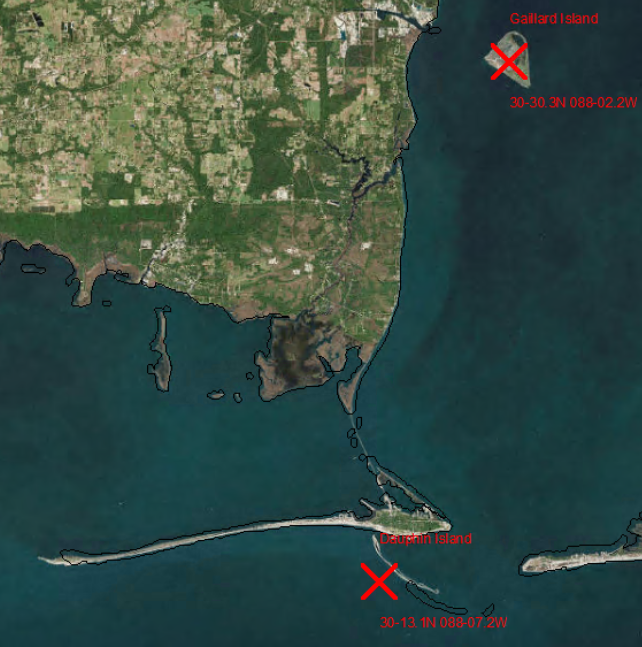 Gaillard Island
30-30.3N 088-02.2W
Dauphin Island
30-13.1N 088-07.2W